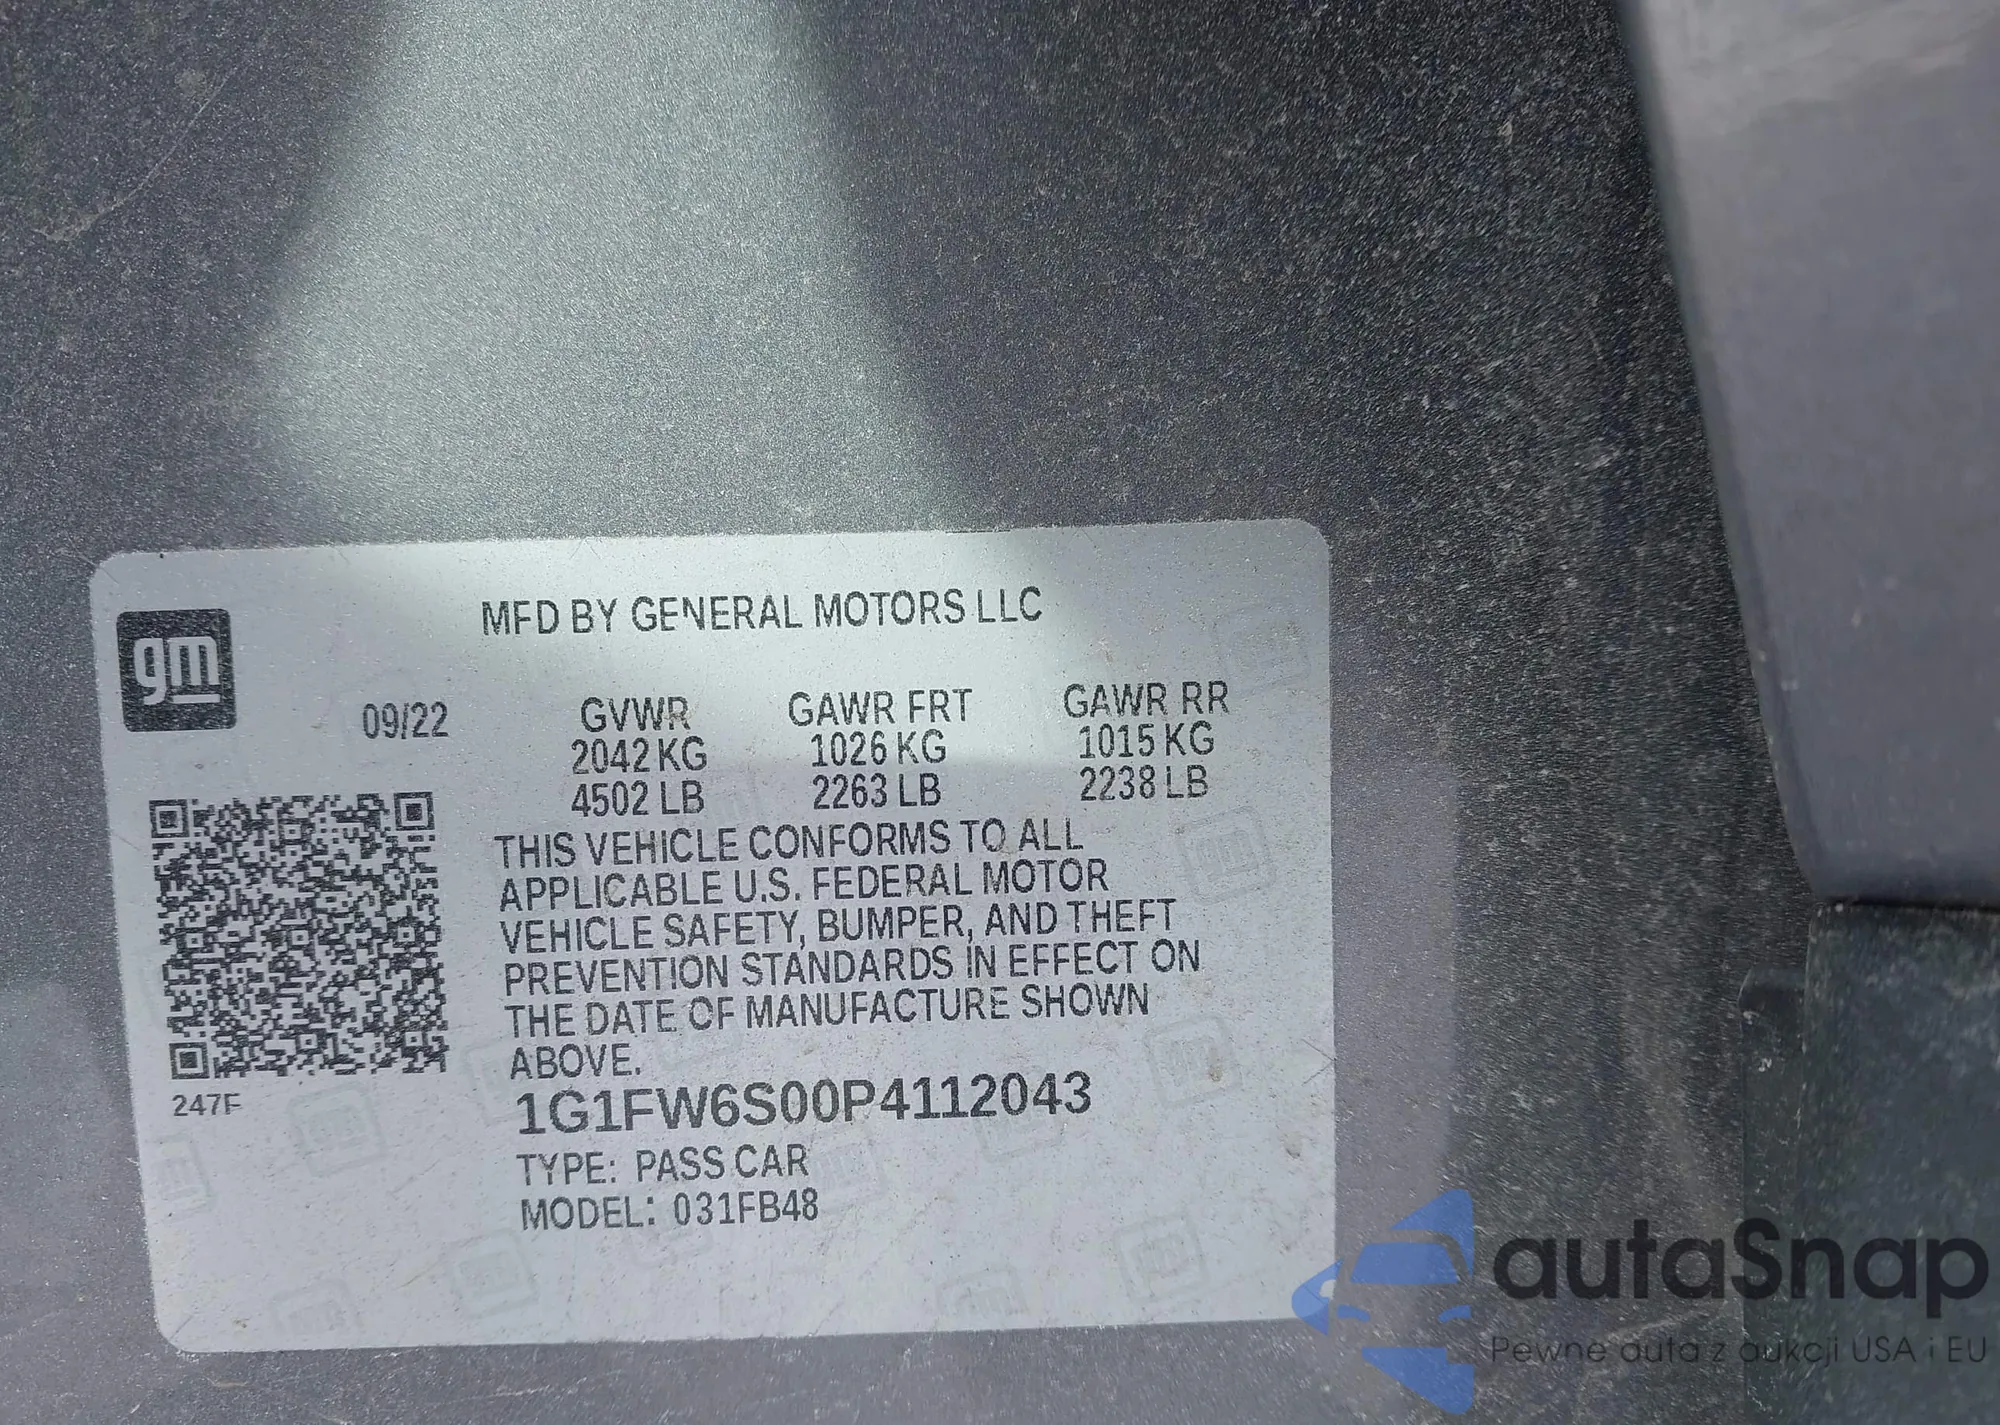 gm
MFD BY GENERAL MOTORS LLC
09/22
GVWR GAWR FRT GAWR RR
2042 KG 1026 KG 1015 KG
4502 LB 2263 LB 2238 LB
THIS VEHICLE CONFORMS TO ALL
APPLICABLE U.S. FEDERAL MOTOR
VEHICLE SAFETY, BUMPER, AND THEFT
PREVENTION STANDARDS IN EFFECT ON
THE DATE OF MANUFACTURE SHOWN
ABOVE.
247F
1G1FW6S00P4112043
TYPE: PASS CAR
MODEL: 031FB48
autaSnap
Pewne auta z aukcji USA i EU